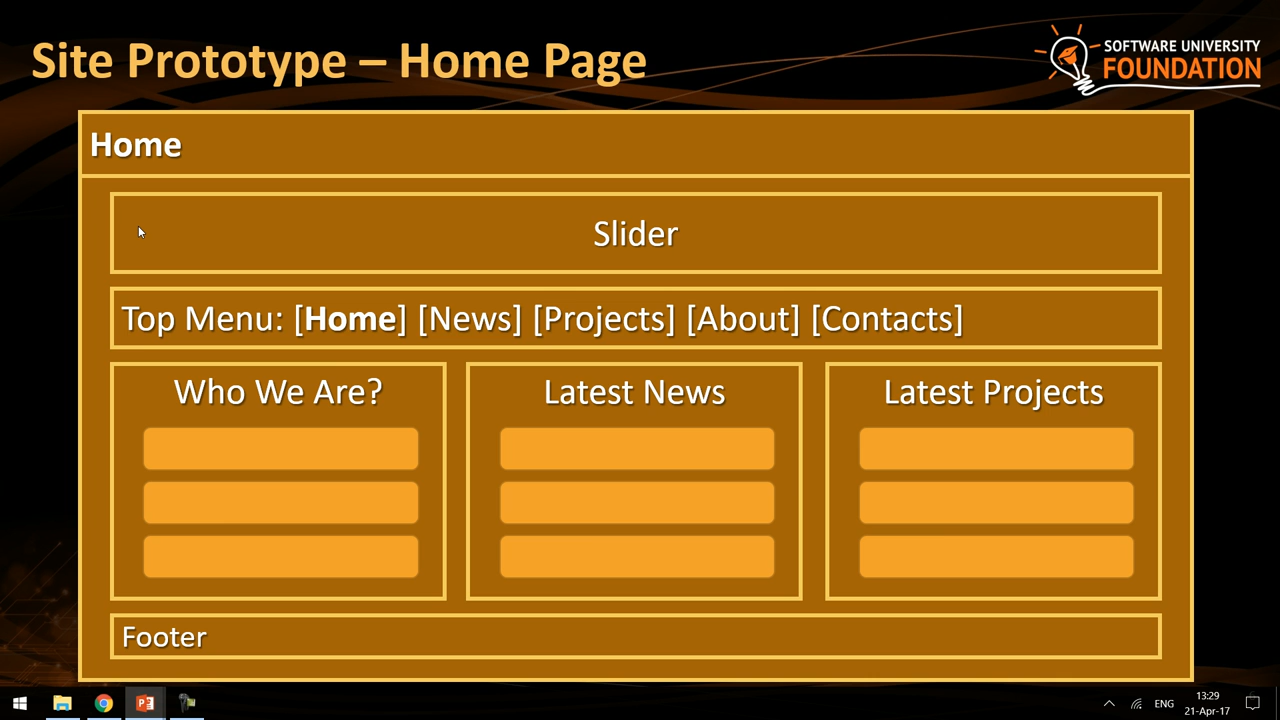 Site Prototype – Home Page
SOFTWARE UNIVERSITY
FOUNDATION
Home
Slider
Top Menu: [Home] [News] [Projects] [About] [Contacts]
Who We Are?
Latest News
Latest Projects
Footer
ENG
13:29
21-Apr-17